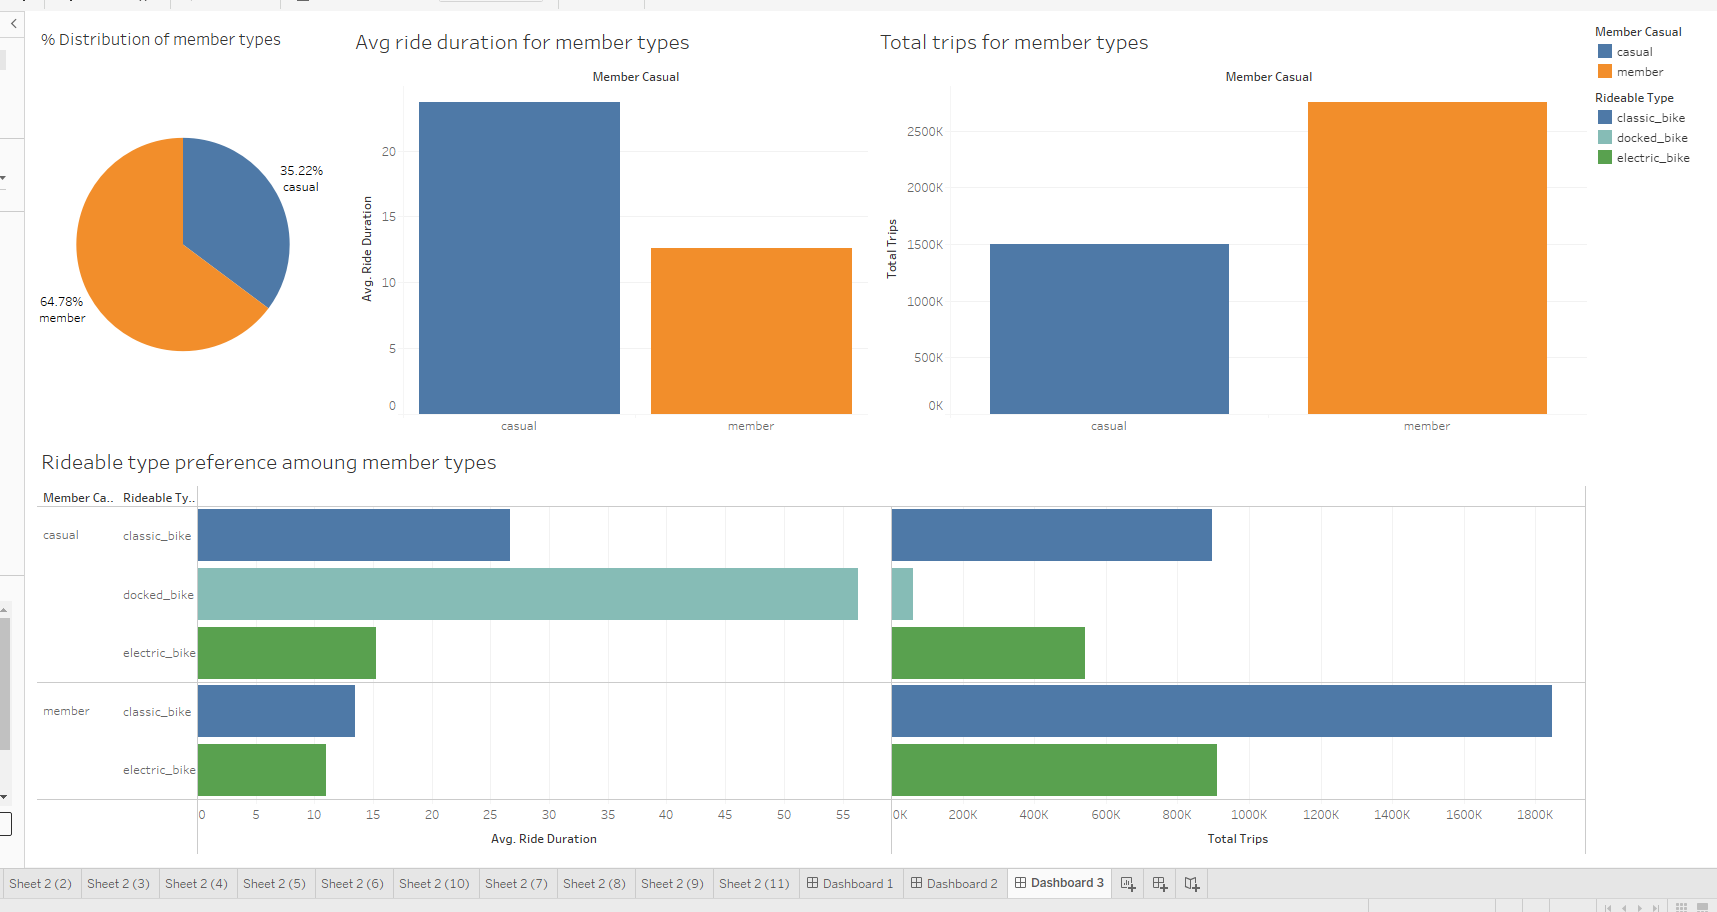 % Distribution of member types
Avg ride duration for member types
Total trips for member types
Member Casual
casual
member
Rideable Type
classic_bike
docked_bike
electric_bike
35.22%
casual
64.78%
member
Member Casual
Avg. Ride Duration
20
15
10
5
0
casual
member
Member Casual
Total Trips
2500K
2000K
1500K
1000K
500K
0K
casual
member
Rideable type preference amoung member types
Member Ca.. Rideable Ty..
casual classic_bike
docked_bike
electric_bike
member classic_bike
electric_bike
0 5 10 15 20 25 30 35 40 45 50 55
0K 200K 400K 600K 800K 1000K 1200K 1400K 1600K 1800K
Avg. Ride Duration
Total Trips
Sheet 2 (2) Sheet 2 (3) Sheet 2 (4) Sheet 2 (5) Sheet 2 (6) Sheet 2 (10) Sheet 2 (7) Sheet 2 (8) Sheet 2 (9) Sheet 2 (11) Dashboard 1 Dashboard 2 Dashboard 3